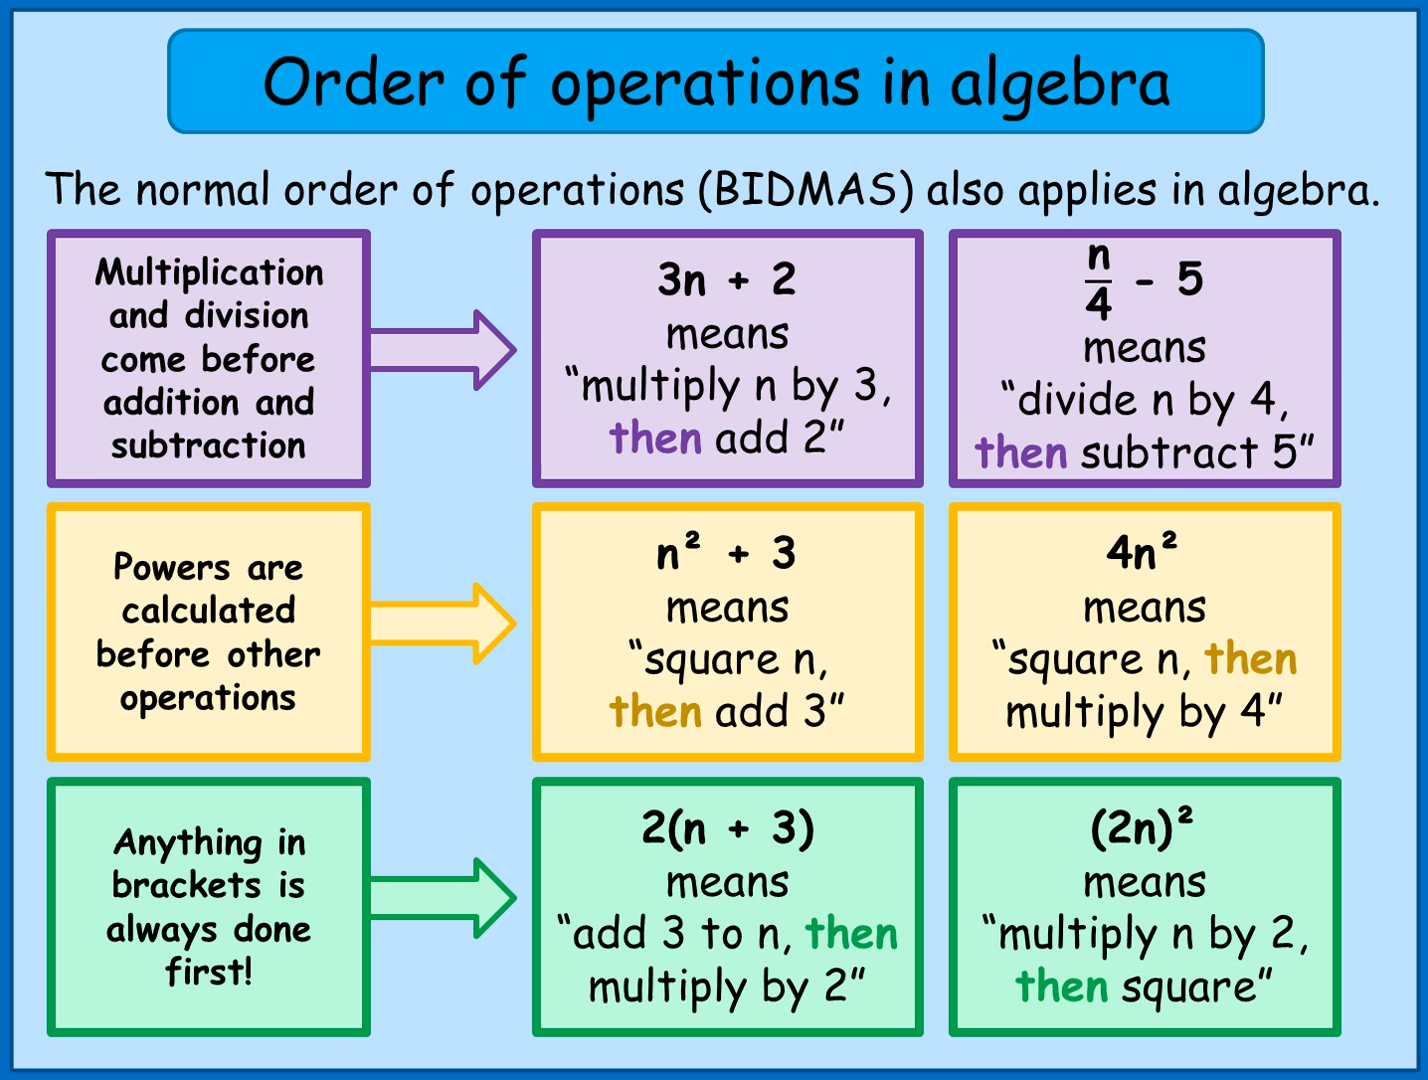 Order of operations in algebra
The normal order of operations (BIDMAS) also applies in algebra.
Multiplication
and division
come before
addition and
subtraction
3n + 2
means
“multiply n by 3,
then add 2”
n
4 - 5
means
“divide n by 4,
then subtract 5”
Powers are
calculated
before other
operations
n² + 3
means
“square n,
then add 3”
4n²
means
“square n, then
multiply by 4”
Anything in
brackets is
always done
first!
2(n + 3)
means
“add 3 to n, then
multiply by 2”
(2n)²
means
“multiply n by 2,
then square”